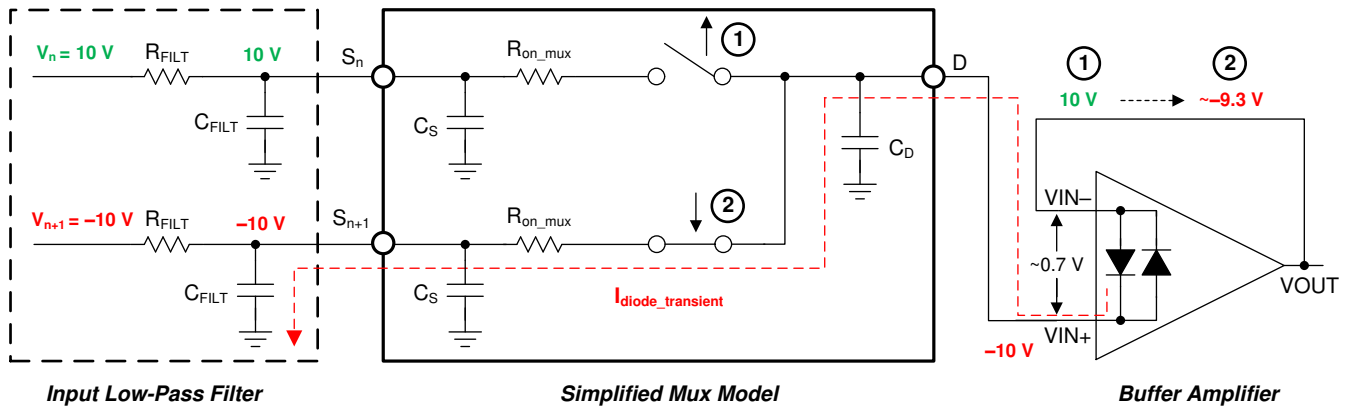 Vn = 10 V
RFILT
10 V
CFILT
Sn
Ron_mux
1
CS
D
CD
1
2
10 V
~–9.3 V
Vn+1 = –10 V
RFILT
–10 V
CFILT
Sn+1
Ron_mux
2
CS
Idiode_transient
VIN–
~0.7 V
VIN+
–10 V
VOUT
Input Low-Pass Filter
Simplified Mux Model
Buffer Amplifier